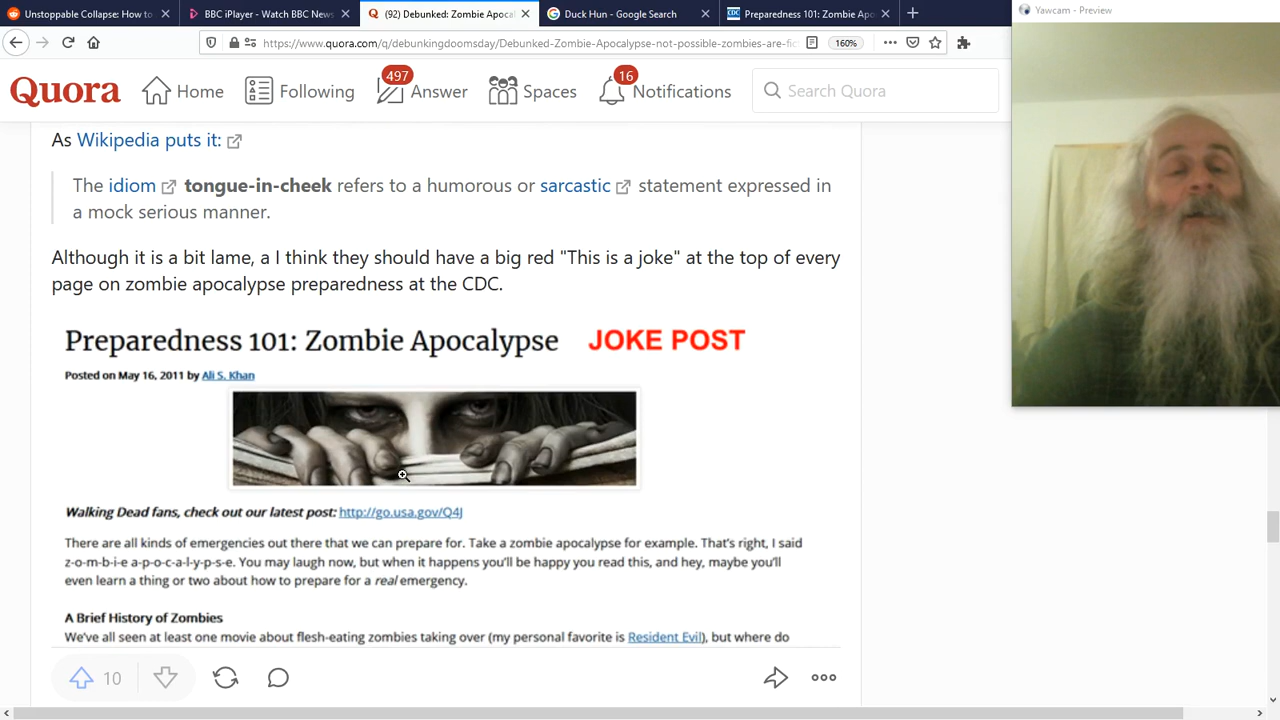 Unstoppable Collapse: How to
BBC iPlayer - Watch BBC News
(92) Debunked: Zombie Apocal
Duck Hun - Google Search
CDC
Preparedness 101: Zombie Apo
Yawcam - Preview
https://www.quora.com/q/debunkingdoomsday/Debunked-Zombie-Apocalypse-not-possible-zombies-are-fic
160%
Quora
Home
Following
497
Answer
Spaces
16
Notifications
Search Quora
As Wikipedia puts it:
The idiom tongue-in-cheek refers to a humorous or sarcastic statement expressed in
a mock serious manner.
Although it is a bit lame, a I think they should have a big red "This is a joke" at the top of every
page on zombie apocalypse preparedness at the CDC.
Preparedness 101: Zombie Apocalypse JOKE POST
Posted on May 16, 2011 by Ali S. Khan
Walking Dead fans, check out our latest post: http://go.usa.gov/Q4J
There are all kinds of emergencies out there that we can prepare for. Take a zombie apocalypse for example. That's right, I said
z-o-m-b-i-e a-p-o-c-a-l-y-p-s-e. You may laugh now, but when it happens you'll be happy you read this, and hey, maybe you'll
even learn a thing or two about how to prepare for a real emergency.
A Brief History of Zombies
We've all seen at least one movie about flesh-eating zombies taking over (my personal favorite is Resident Evil), but where do
10